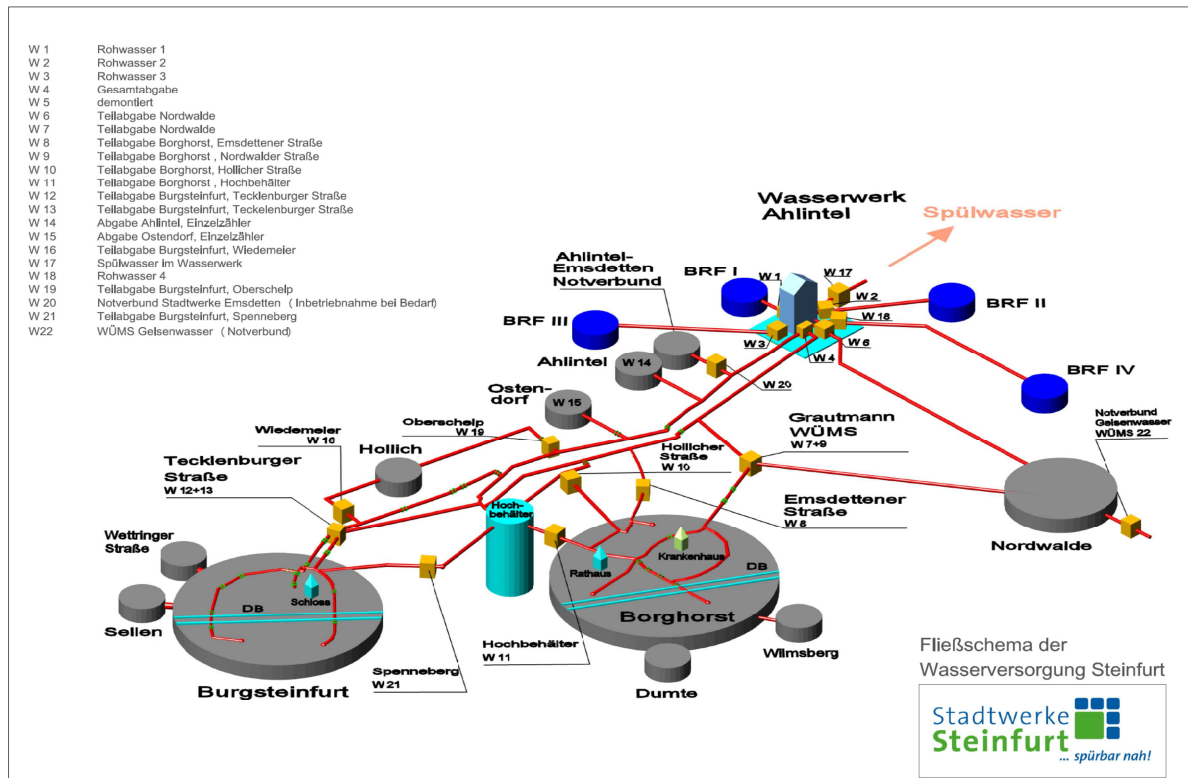 W 1 Rohwasser 1
W 2 Rohwasser 2
W 3 Rohwasser 3
W 4 Gesamtabgabe
W 5 demontiert
W 6 Teilabgabe Nordwalde
W 7 Teilabgabe Nordwalde
W 8 Teilabgabe Borghorst, Emsdettener Straße
W 9 Teilabgabe Borghorst , Nordwalder Straße
W 10 Teilabgabe Borghorst, Hollicher Straße
W 11 Teilabgabe Borghorst , Hochbehälter
W 12 Teilabgabe Burgsteinfurt, Tecklenburger Straße
W 13 Teilabgabe Burgsteinfurt, Teckelenburger Straße
W 14 Abgabe Ahlintel, Einzelzähler
W 15 Abgabe Ostendorf, Einzelzähler
W 16 Teilabgabe Burgsteinfurt, Wiedemeier
W 17 Spülwasser im Wasserwerk
W 18 Rohwasser 4
W 19 Teilabgabe Burgsteinfurt, Oberschelp
W 20 Notverbund Stadtwerke Emsdetten ( Inbetriebnahme bei Bedarf)
W 21 Teilabgabe Burgsteinfurt, Spenneberg
W22 WÜMS Gelsenwasser ( Notverbund)
Wasserwerk
Ahlintel
Spülwasser
Ahlintel-
Emsdetten
Notverbund
BRF I
W 1
W 17
W 2
BRF II
W 18
BRF III
W 3
W 4
W 6
Ahlintel
W 14
W 20
BRF IV
Osten-
dorf
W 15
Grautmann
WÜMS
W 7+9
Notverbund
Gelsenwasser
WÜMS 22
Wiedemeier
W 16
Oberschelp
W 19
Hollich
Hollicher
Straße
W 10
Tecklenburger
Straße
W 12+13
Hoch-
behälter
Emsdettener
Straße
W 8
Nordwalde
Wettringer
Straße
Krankenhaus
Rathaus
DB
Schloss
DB
Sellen
Borghorst
Wilmsberg
Hochbehälter
W 11
Spenneberg
W 21
Burgsteinfurt
Dumte
Fließschema der
Wasserversorgung Steinfurt
Stadtwerke
Steinfurt
... spürbar nah!